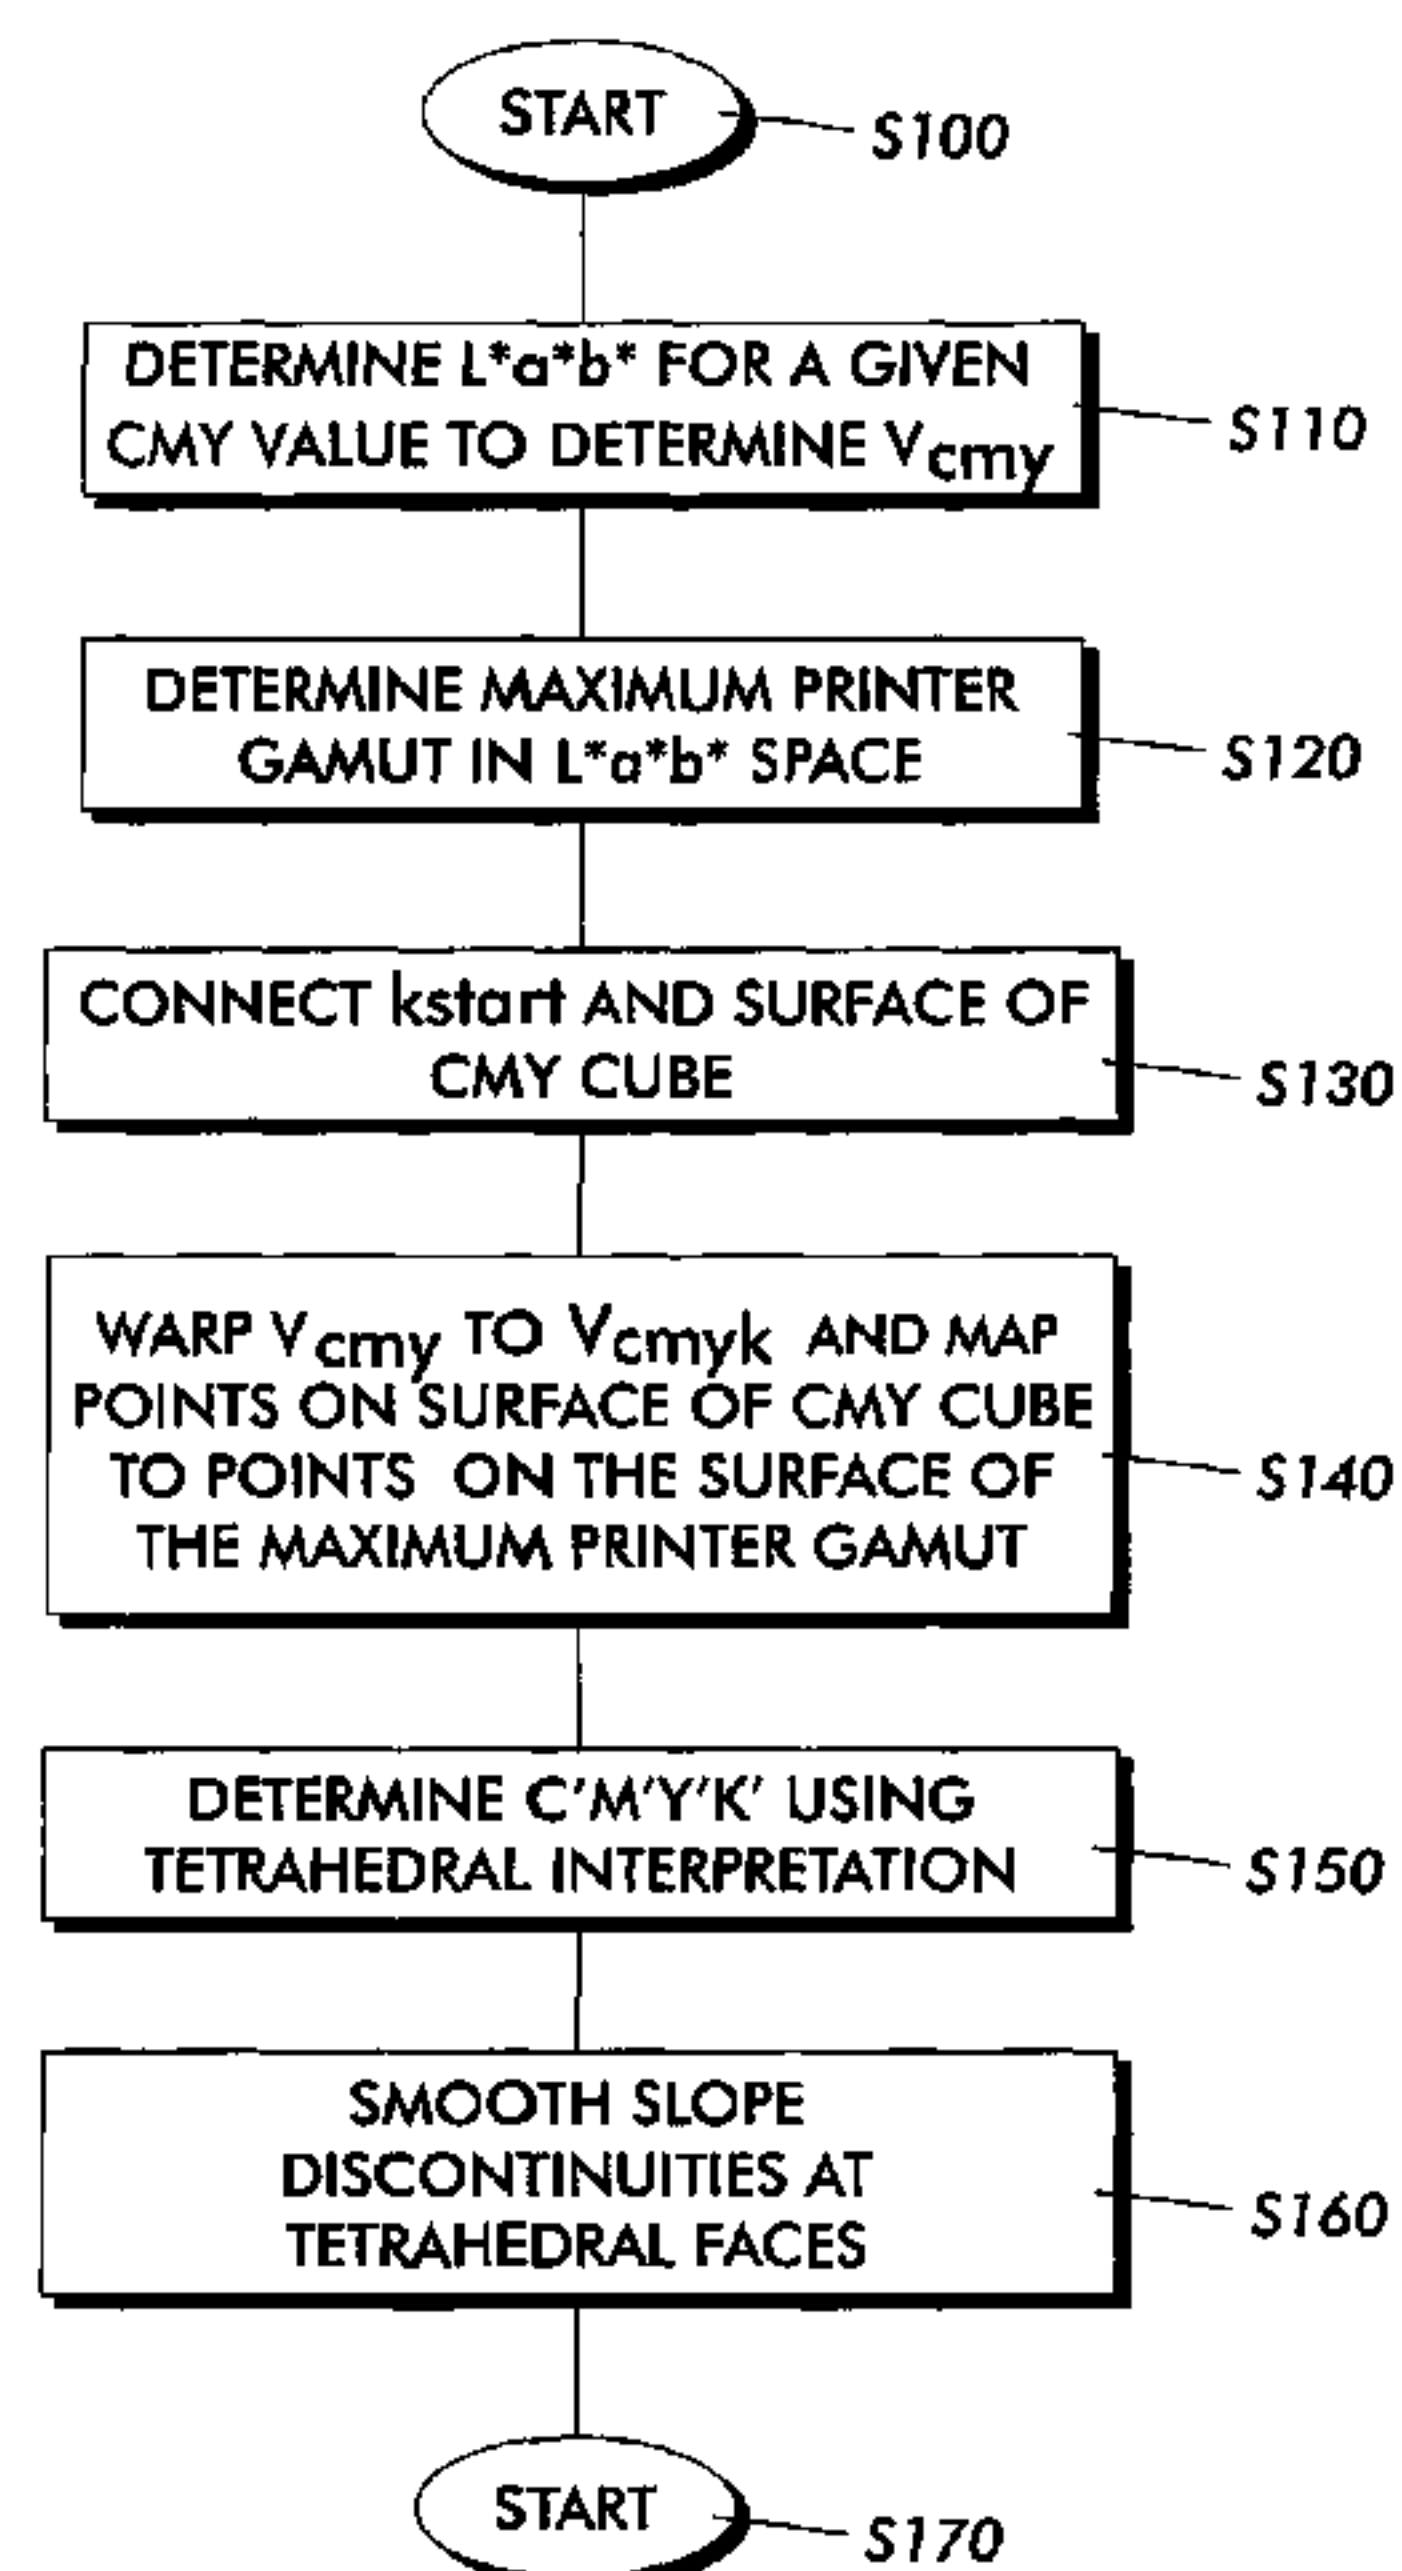 START
S100
DETERMINE L*a*b* FOR A GIVEN
CMY VALUE TO DETERMINE Vcmy
S110
DETERMINE MAXIMUM PRINTER
GAMUT IN L*a*b* SPACE
S120
CONNECT kstart AND SURFACE OF
CMY CUBE
S130
WARP Vcmy TO Vcmyk AND MAP
POINTS ON SURFACE OF CMY CUBE
TO POINTS ON THE SURFACE OF
THE MAXIMUM PRINTER GAMUT
S140
DETERMINE C'M'Y'K' USING
TETRAHEDRAL INTERPRETATION
S150
SMOOTH SLOPE
DISCONTINUITIES AT
TETRAHEDRAL FACES
S160
START
S170